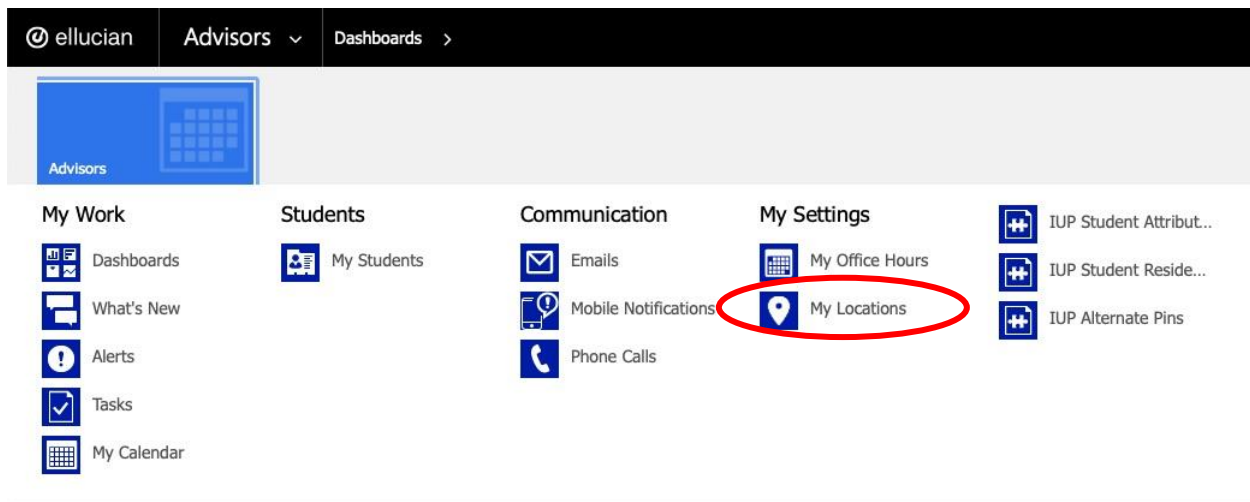 ellucian Advisors Dashboards >
Advisors
My Work
Dashboards
What's New
Alerts
Tasks
My Calendar
Students
My Students
Communication
Emails
Mobile Notifications
Phone Calls
My Settings
My Office Hours
My Locations
IUP Student Attribut...
IUP Student Reside...
IUP Alternate Pins